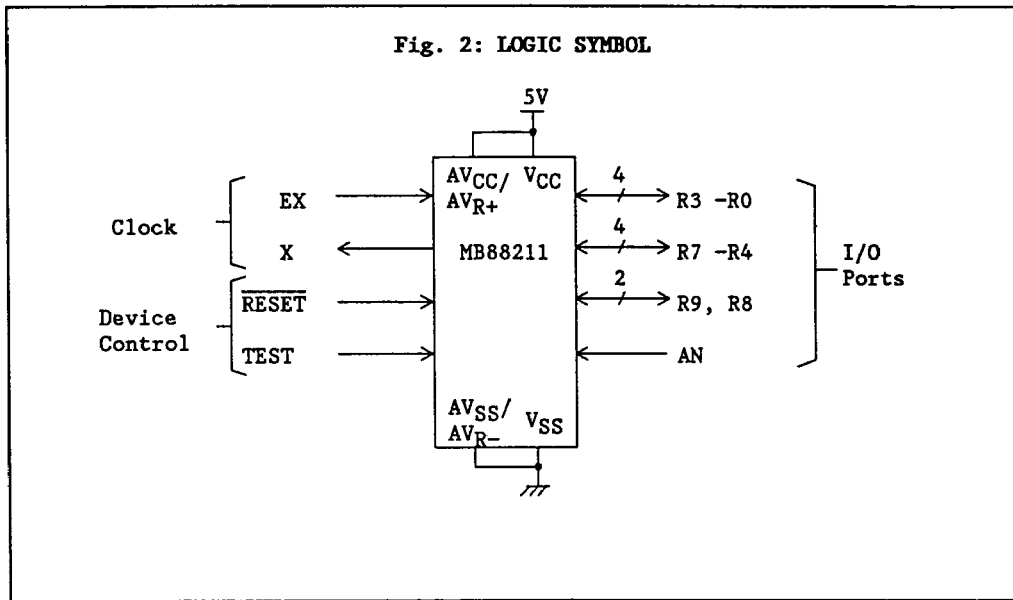 Fig. 2: LOGIC SYMBOL
5V
AVCC/ VCC
AVR+
MB88211
AVSS/ VSS
AVR-
Clock
EX
X
Device
Control
RESET
TEST
4
R3 -R0
4
R7 -R4
2
R9, R8
AN
I/O
Ports